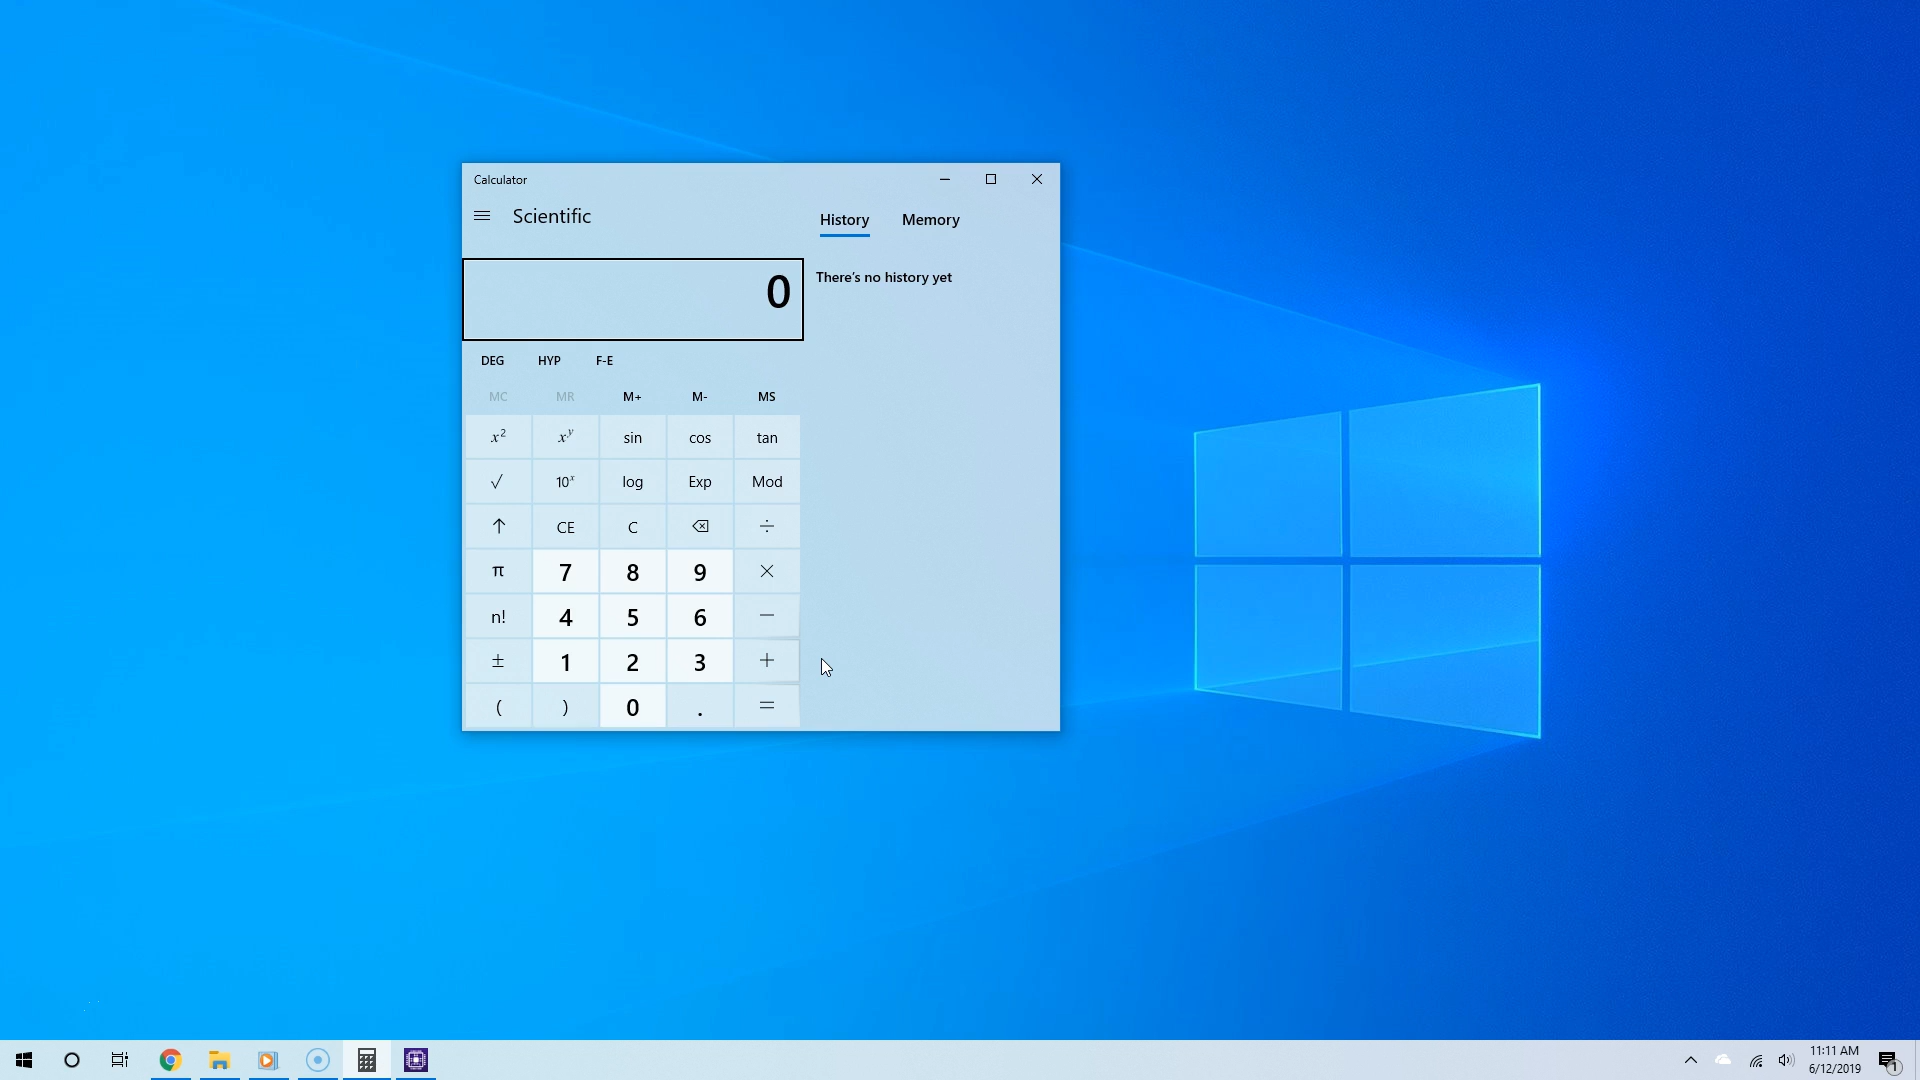 Calculator
Scientific
History Memory
0
There's no history yet
DEG HYP F-E
MC MR M+ M- MS
x² xʸ sin cos tan
√ 10ˣ log Exp Mod
↑ CE C ⌫ ÷
π 7 8 9 ×
n! 4 5 6 −
± 1 2 3 +
( ) 0 . =
11:11 AM
6/12/2019
1